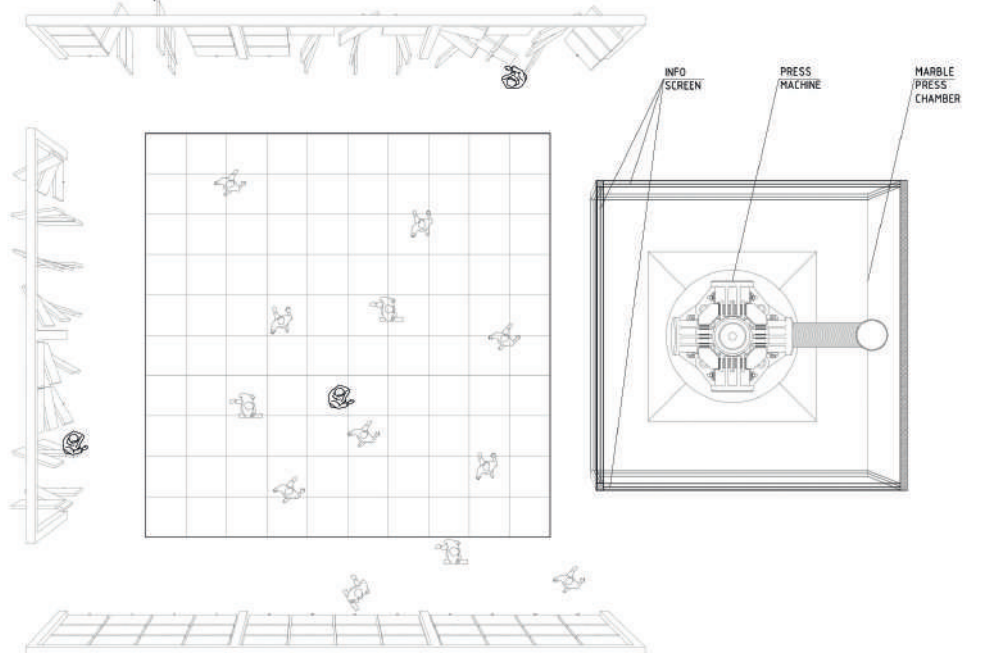 INFO
SCREEN
PRESS
MACHINE
MARBLE
PRESS
CHAMBER